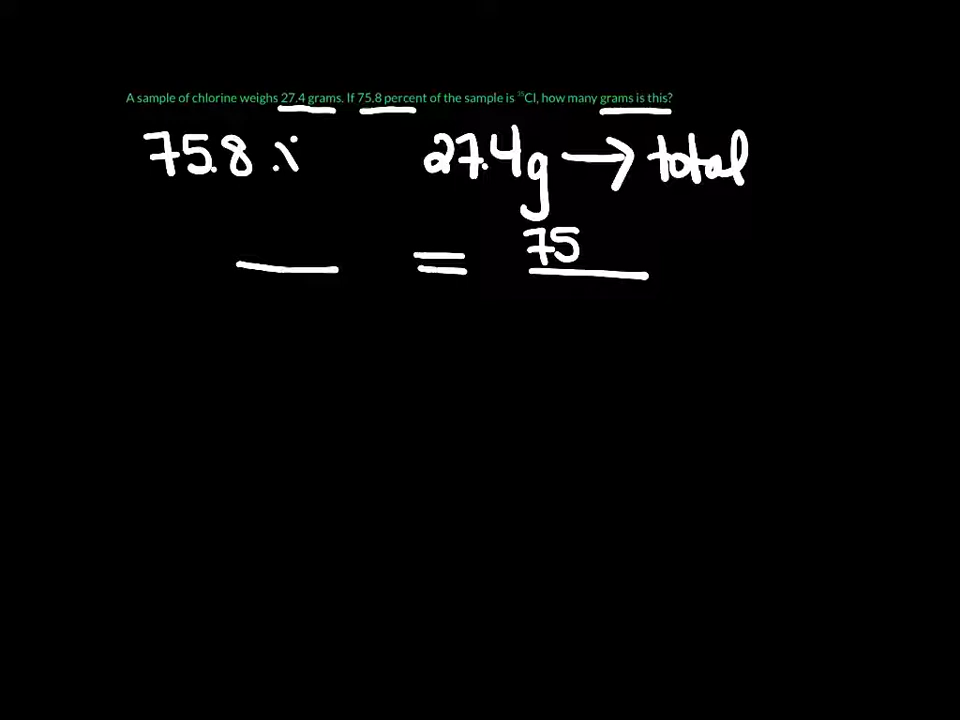 A sample of chlorine weighs 27.4 grams. If 75.8 percent of the sample is ³⁵Cl, how many grams is this?
75.8 % 27.4g → total
= 75